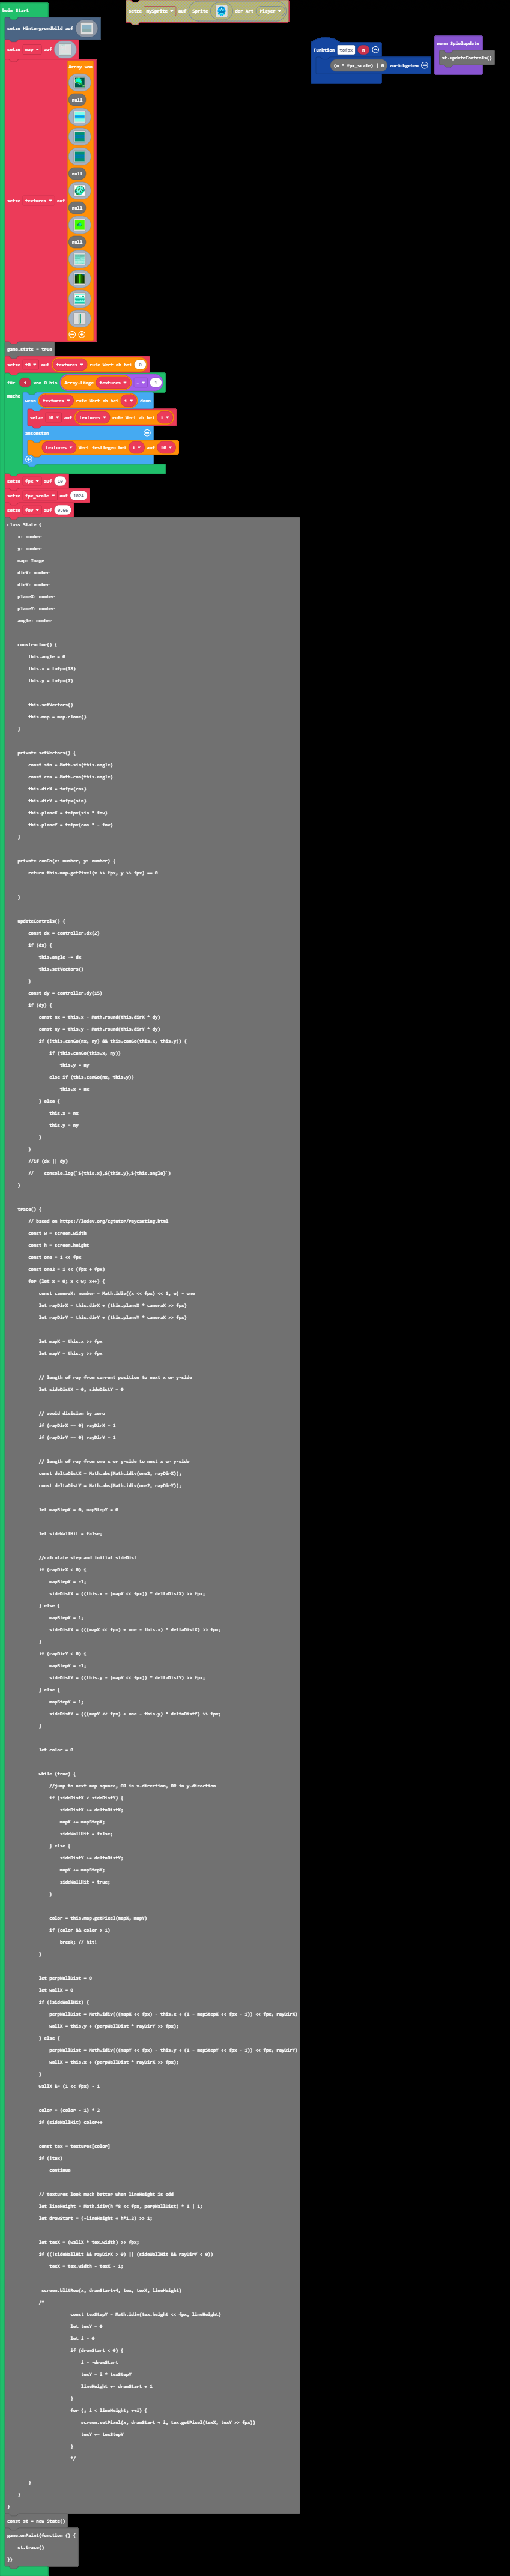 beim Start
setze HintergrundBild auf
setze map auf
Array von
null
null
setze textures auf
null
null
game.stats = true
setze t0 auf textures rufe Wert ab bei 0
für i von 0 bis Array-Länge textures - 1
mache
wenn textures rufe Wert ab bei i dann
setze t0 auf textures rufe Wert ab bei i
ansonsten
textures Wert festlegen bei i auf t0
setze fpx auf 10
setze fpx_scale auf 1024
setze fov auf 0.66
setze mySprite auf Sprite der Art Player
Funktion tofpx n
(n * fpx_scale) | 0 zurückgeben
wenn Spielupdate
st.updateControls()
class State {
x: number
y: number
map: Image
dirX: number
dirY: number
planeX: number
planeY: number
angle: number
constructor() {
this.angle = 0
this.x = tofpx(10)
this.y = tofpx(7)
this.setVectors()
this.map = map.clone()
}
private setVectors() {
const sin = Math.sin(this.angle)
const cos = Math.cos(this.angle)
this.dirX = tofpx(cos)
this.dirY = tofpx(sin)
this.planeX = tofpx(sin * fov)
this.planeY = tofpx(cos * - fov)
}
private canGo(x: number, y: number) {
return this.map.getPixel(x >> fpx, y >> fpx) == 0
}
updateControls() {
const dx = controller.dx(2)
if (dx) {
this.angle -= dx
this.setVectors()
}
const dy = controller.dy(15)
if (dy) {
const nx = this.x - Math.round(this.dirX * dy)
const ny = this.y - Math.round(this.dirY * dy)
if (!this.canGo(nx, ny) && this.canGo(this.x, this.y)) {
if (this.canGo(this.x, ny))
this.y = ny
else if (this.canGo(nx, this.y))
this.x = nx
} else {
this.x = nx
this.y = ny
}
}
//if (dx || dy)
// console.log(`${this.x},${this.y},${this.angle}`)
}
trace() {
// based on https://lodev.org/cgtutor/raycasting.html
const w = screen.width
const h = screen.height
const one = 1 << fpx
const one2 = 1 << (fpx + fpx)
for (let x = 0; x < w; x++) {
const cameraX: number = Math.idiv((x << fpx) << 1, w) - one
let rayDirX = this.dirX + (this.planeX * cameraX >> fpx)
let rayDirY = this.dirY + (this.planeY * cameraX >> fpx)
let mapX = this.x >> fpx
let mapY = this.y >> fpx
// length of ray from current position to next x or y-side
let sideDistX = 0, sideDistY = 0
// avoid division by zero
if (rayDirX == 0) rayDirX = 1
if (rayDirY == 0) rayDirY = 1
// length of ray from one x or y-side to next x or y-side
const deltaDistX = Math.abs(Math.idiv(one2, rayDirX));
const deltaDistY = Math.abs(Math.idiv(one2, rayDirY));
let mapStepX = 0, mapStepY = 0
let sideWallHit = false;
//calculate step and initial sideDist
if (rayDirX < 0) {
mapStepX = -1;
sideDistX = ((this.x - (mapX << fpx)) * deltaDistX) >> fpx;
} else {
mapStepX = 1;
sideDistX = (((mapX << fpx) + one - this.x) * deltaDistX) >> fpx;
}
if (rayDirY < 0) {
mapStepY = -1;
sideDistY = ((this.y - (mapY << fpx)) * deltaDistY) >> fpx;
} else {
mapStepY = 1;
sideDistY = (((mapY << fpx) + one - this.y) * deltaDistY) >> fpx;
}
let color = 0
while (true) {
//jump to next map square, OR in x-direction, OR in y-direction
if (sideDistX < sideDistY) {
sideDistX += deltaDistX;
mapX += mapStepX;
sideWallHit = false;
} else {
sideDistY += deltaDistY;
mapY += mapStepY;
sideWallHit = true;
}
color = this.map.getPixel(mapX, mapY)
if (color && color > 1)
break; // hit!
}
let perpWallDist = 0
let wallX = 0
if (!sideWallHit) {
perpWallDist = Math.idiv(((mapX << fpx) - this.x + (1 - mapStepX << fpx - 1)) << fpx, rayDirX)
wallX = this.y + (perpWallDist * rayDirY >> fpx);
} else {
perpWallDist = Math.idiv(((mapY << fpx) - this.y + (1 - mapStepY << fpx - 1)) << fpx, rayDirY)
wallX = this.x + (perpWallDist * rayDirX >> fpx);
}
wallX &= (1 << fpx) - 1
color = (color - 1) * 2
if (sideWallHit) color++
const tex = textures[color]
if (!tex)
continue
// textures look much better when lineHeight is odd
let lineHeight = Math.idiv(h *8 << fpx, perpWallDist) * 1 | 1;
let drawStart = (-lineHeight + h*1.2) >> 1;
let texX = (wallX * tex.width) >> fpx;
if ((!sideWallHit && rayDirX > 0) || (sideWallHit && rayDirY < 0))
texX = tex.width - texX - 1;
screen.blitRow(x, drawStart+4, tex, texX, lineHeight)
/*
const texStepY = Math.idiv(tex.height << fpx, lineHeight)
let texY = 0
let i = 0
if (drawStart < 0) {
i = -drawStart
texY = i * texStepY
lineHeight += drawStart + 1
}
for (; i < lineHeight; ++i) {
screen.setPixel(x, drawStart + i, tex.getPixel(texX, texY >> fpx))
texY += texStepY
}
*/
}
}
}
const st = new State()
game.onPaint(function () {
st.trace()
})